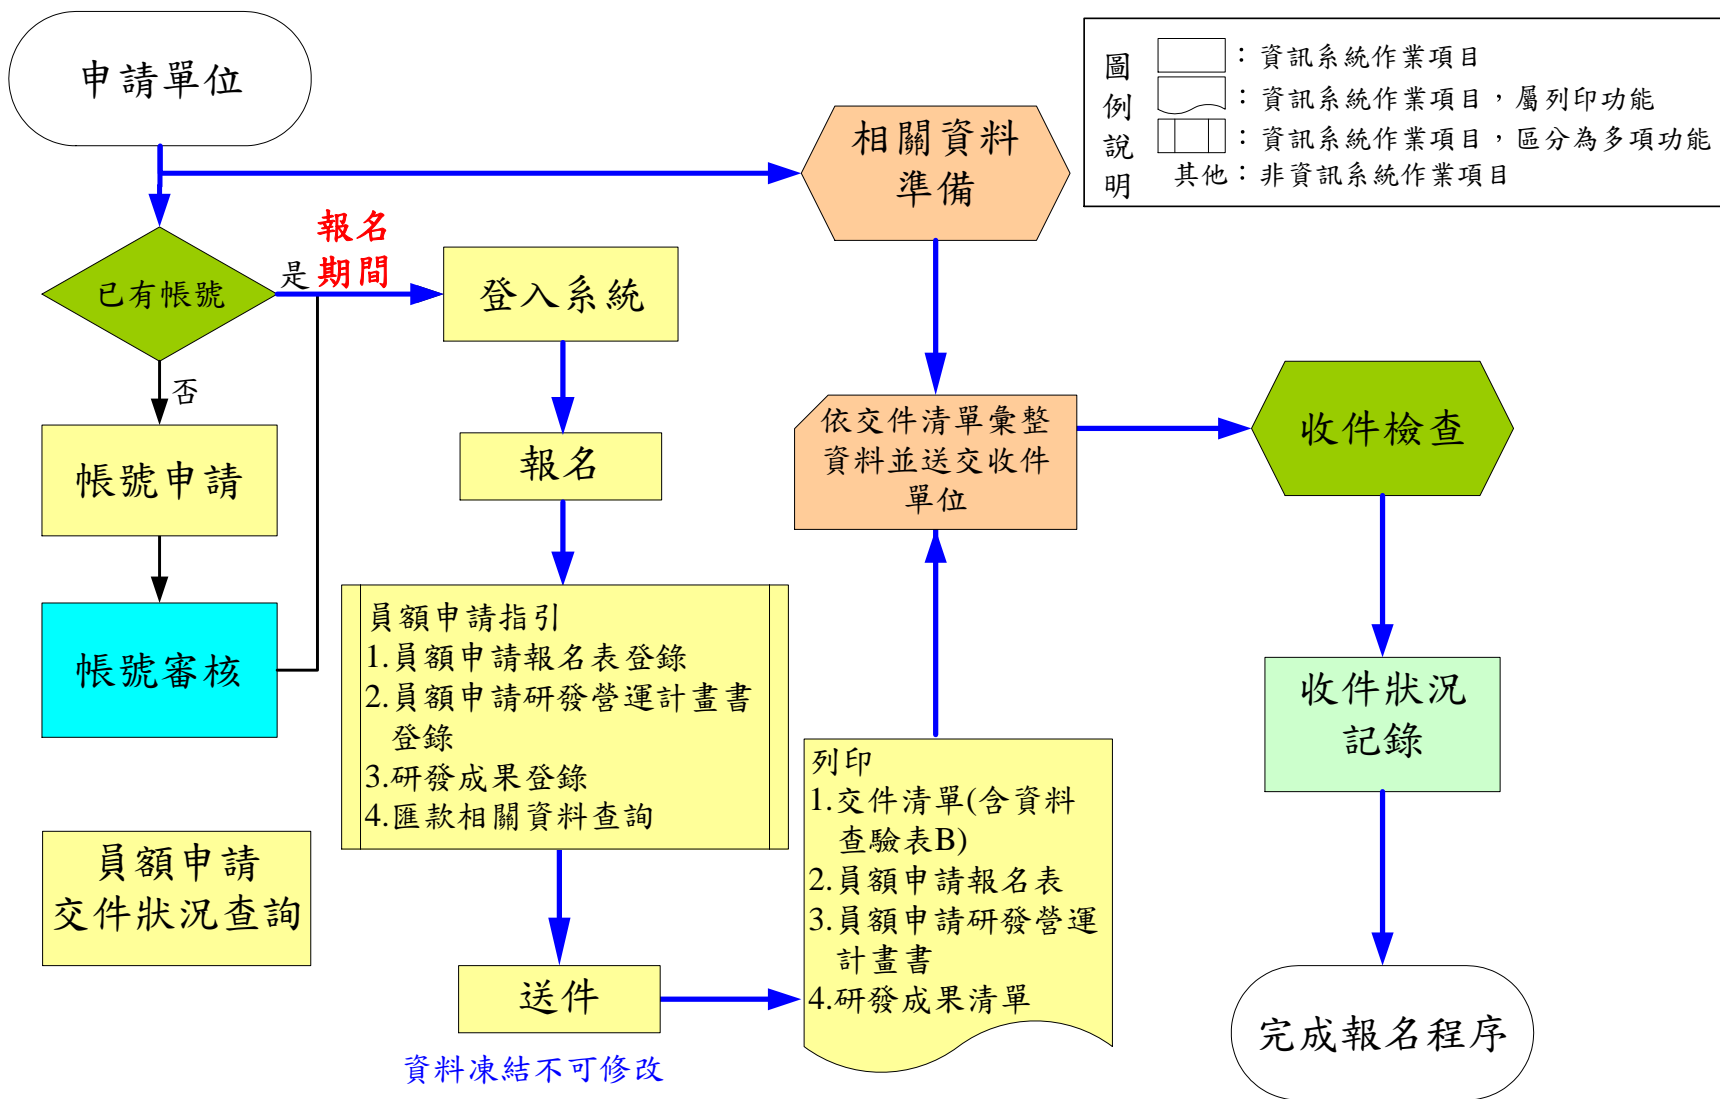 申請單位
圖例說明
：資訊系統作業項目
：資訊系統作業項目，屬列印功能
：資訊系統作業項目，區分為多項功能
其他：非資訊系統作業項目
相關資料
準備
已有帳號
是
報名
期間
登入系統
否
帳號申請
報名
依交件清單彙整
資料並送交收件
單位
收件檢查
帳號審核
員額申請指引
1.員額申請報名表登錄
2.員額申請研發營運計畫書
登錄
3.研發成果登錄
4.匯款相關資料查詢
收件狀況
記錄
員額申請
交件狀況查詢
列印
1.交件清單(含資料
查驗表B)
2.員額申請報名表
3.員額申請研發營運
計畫書
4.研發成果清單
送件
資料凍結不可修改
完成報名程序